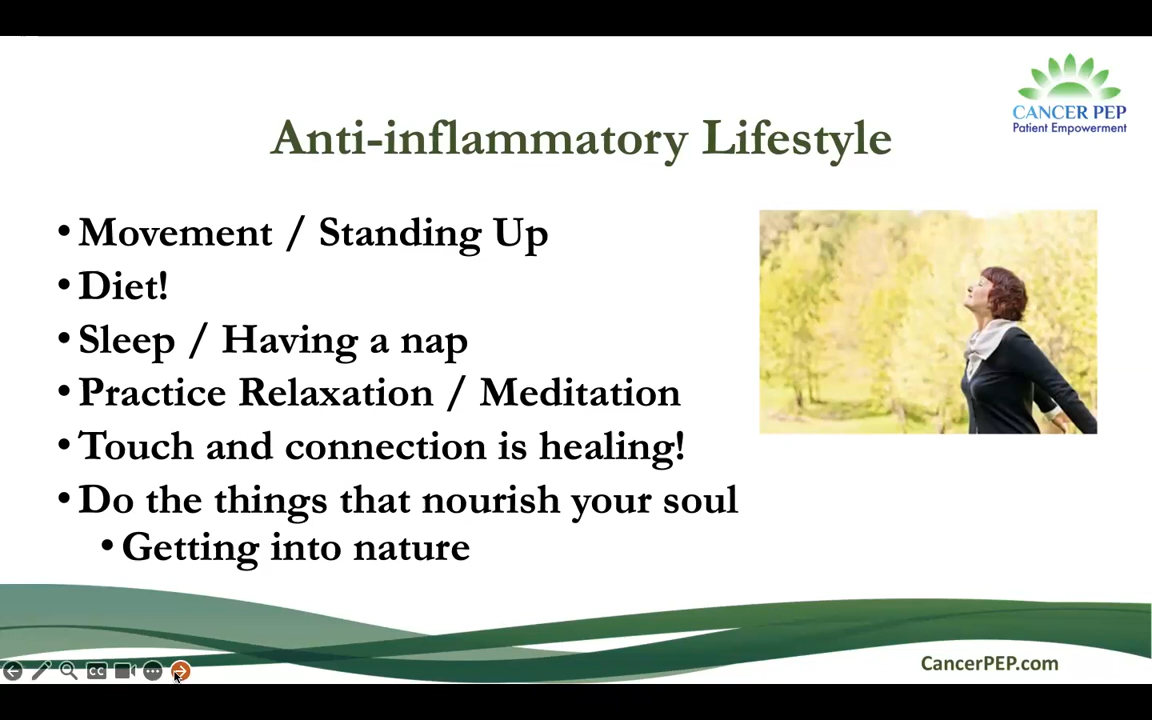 CANCER PEP
Patient Empowerment
Anti-inflammatory Lifestyle
• Movement / Standing Up
• Diet!
• Sleep / Having a nap
• Practice Relaxation / Meditation
• Touch and connection is healing!
• Do the things that nourish your soul
• Getting into nature
CC
CancerPEP.com